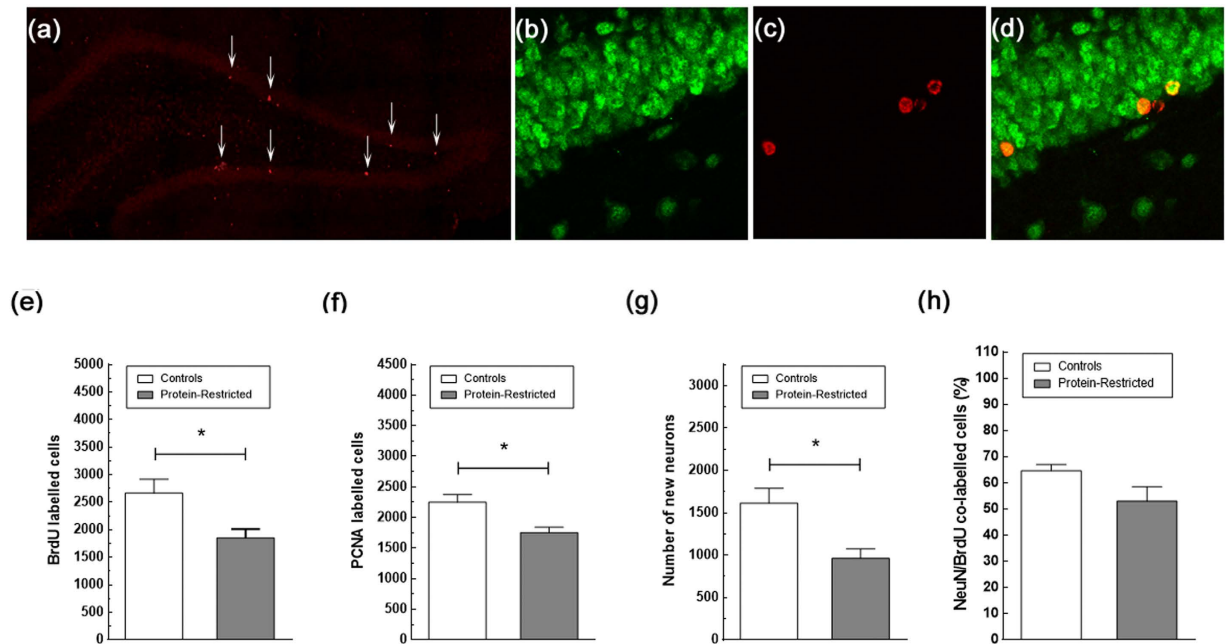 (a)
(b)
(c)
(d)
(e)
(f)
(g)
(h)
BrdU labelled cells
5000
4500
4000
3500
3000
2500
2000
1500
1000
500
0
Controls
Protein-Restricted
*
PCNA labelled cells
4500
4000
3500
3000
2500
2000
1500
1000
500
0
Controls
Protein-Restricted
*
Number of new neurons
3000
2500
2000
1500
1000
500
0
Controls
Protein-Restricted
*
NeuN/BrdU co-labelled cells (%)
110
100
90
80
70
60
50
40
30
20
10
0
Controls
Protein-Restricted